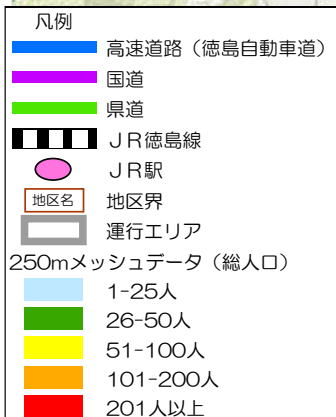 凡例
高速道路（徳島自動車道）
国道
県道
ＪＲ徳島線
ＪＲ駅
地区名 地区界
運行エリア
250mメッシュデータ（総人口）
1-25人
26-50人
51-100人
101-200人
201人以上